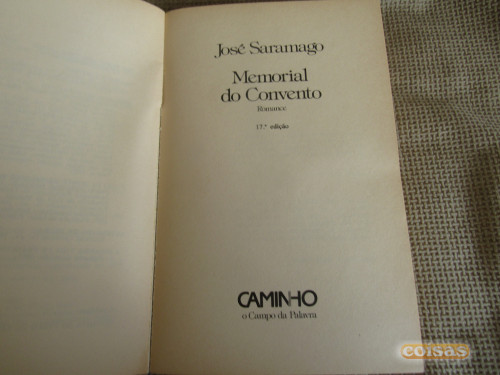 José Saramago
Memorial
do Convento
Romance
17.ª edição
CAMINHO
o Campo da Palavra
coisas